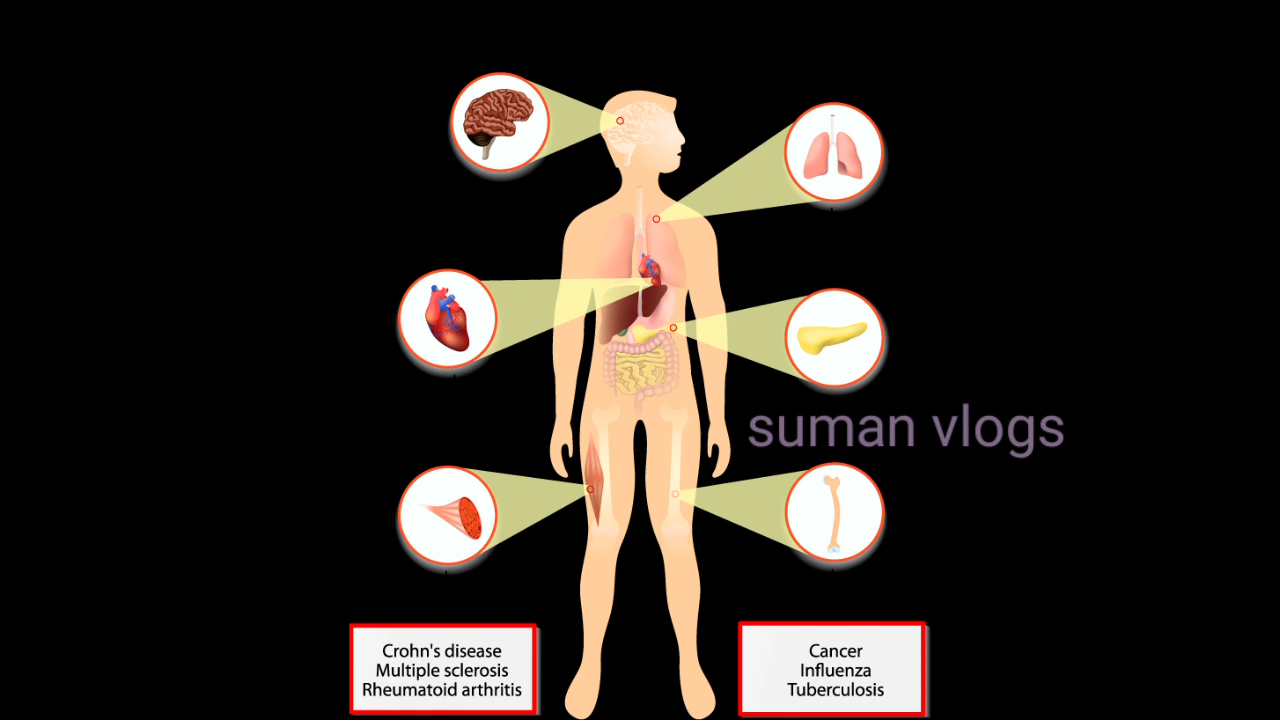 suman vlogs
Crohn's disease
Multiple sclerosis
Rheumatoid arthritis
Cancer
Influenza
Tuberculosis